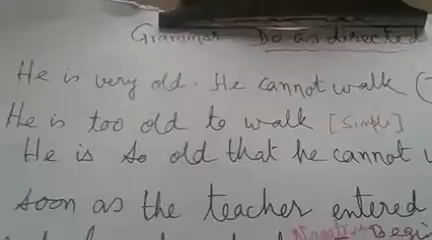 Grammar Do as directed
He is very old. He cannot walk (
He is too old to walk [Simple]
He is so old that he cannot
soon as the teacher entered
Begin